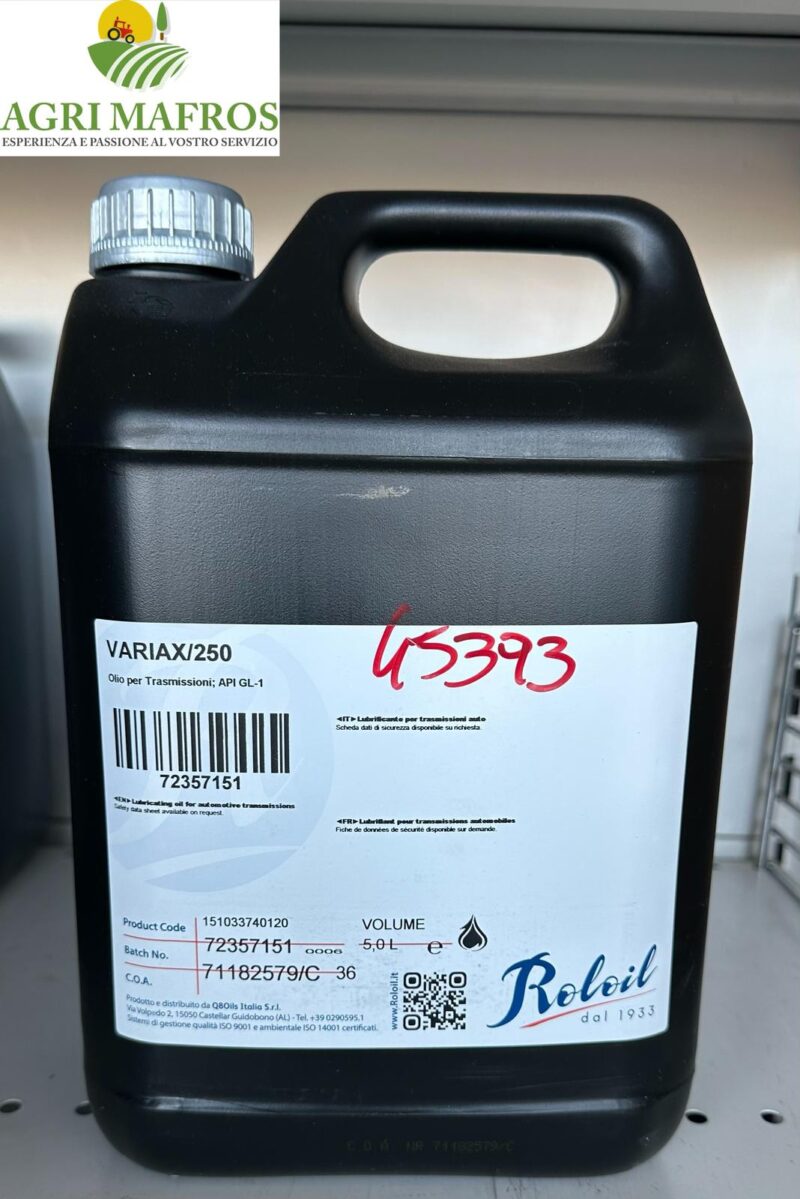 AGRI MAFROS
ESPERIENZA E PASSIONE AL VOSTRO SERVIZIO
VARIAX/250
45393
Olio per Trasmissioni; API GL-1
<IT> Lubrificante per trasmissioni auto
Scheda dati di sicurezza disponibile su richiesta.
72357151
<EN> Lubricating oil for automotive transmissions
Safety data sheet available on request.
<FR> Lubrifiant pour transmissions automobiles
Fiche de données de sécurité disponible sur demande.
Product Code 151033740120 VOLUME
Batch No. 72357151 0006 5,0 L e
C.O.A. 71182579/C 36
Prodotto e distribuito da Q8Oils Italia S.r.l.
Via Volpedo 2, 15050 Castellar Guidobono (AL) - Tel. +39 0290595.1
Sistemi di gestione qualità ISO 9001 e ambientale ISO 14001 certificati.
www.Roloil.it
Roloil
dal 1933
C O A NR 71182579/C